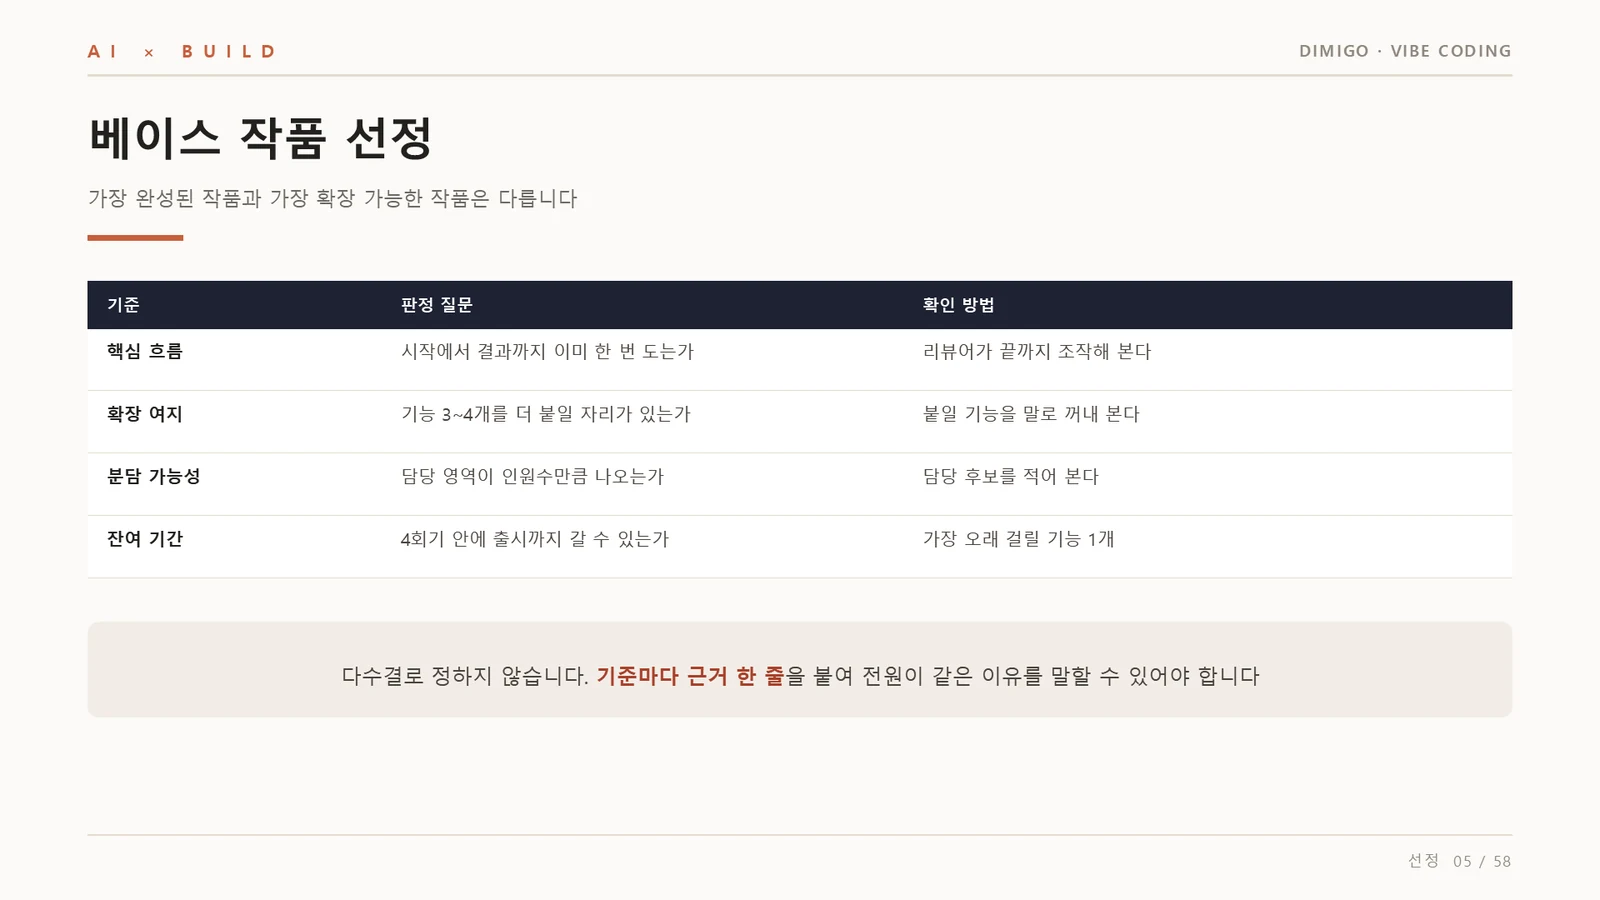 AI × BUILD
DIMIGO · VIBE CODING
베이스 작품 선정
가장 완성된 작품과 가장 확장 가능한 작품은 다릅니다
기준 판정 질문 확인 방법
핵심 흐름 시작에서 결과까지 이미 한 번 도는가 리뷰어가 끝까지 조작해 본다
확장 여지 기능 3~4개를 더 붙일 자리가 있는가 붙일 기능을 말로 꺼내 본다
분담 가능성 담당 영역이 인원수만큼 나오는가 담당 후보를 적어 본다
잔여 기간 4회기 안에 출시까지 갈 수 있는가 가장 오래 걸릴 기능 1개
다수결로 정하지 않습니다. 기준마다 근거 한 줄을 붙여 전원이 같은 이유를 말할 수 있어야 합니다
선정 05 / 58